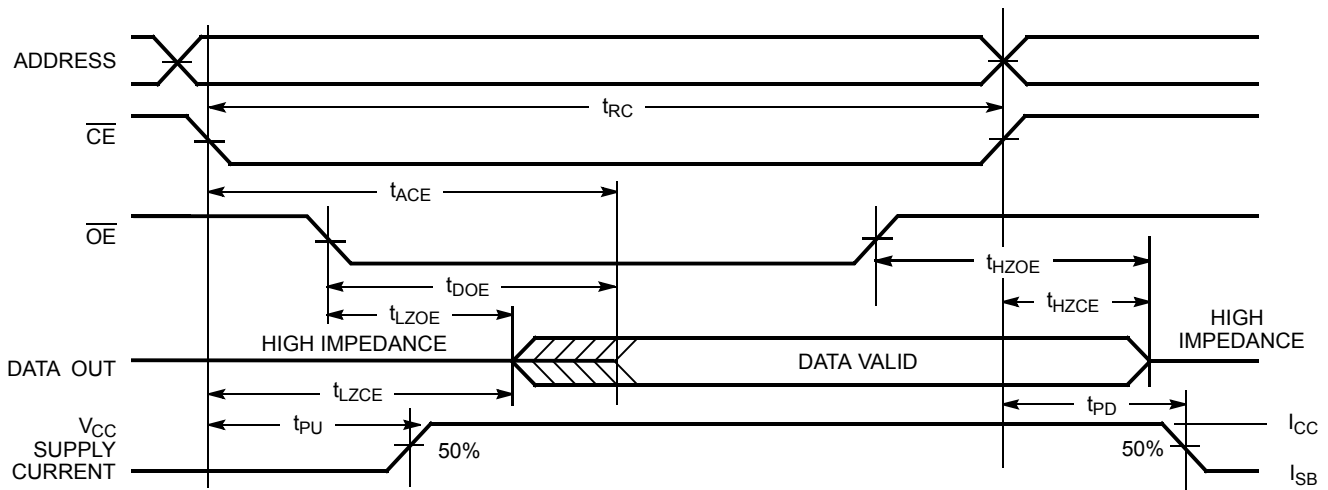 ADDRESS
tRC
CE
tACE
OE
tHZOE
tDOE
tHZCE
tLZOE
HIGH IMPEDANCE
HIGH
IMPEDANCE
DATA OUT
DATA VALID
tLZCE
tPD
VCC
SUPPLY
CURRENT
tPU
50%
50%
ICC
ISB